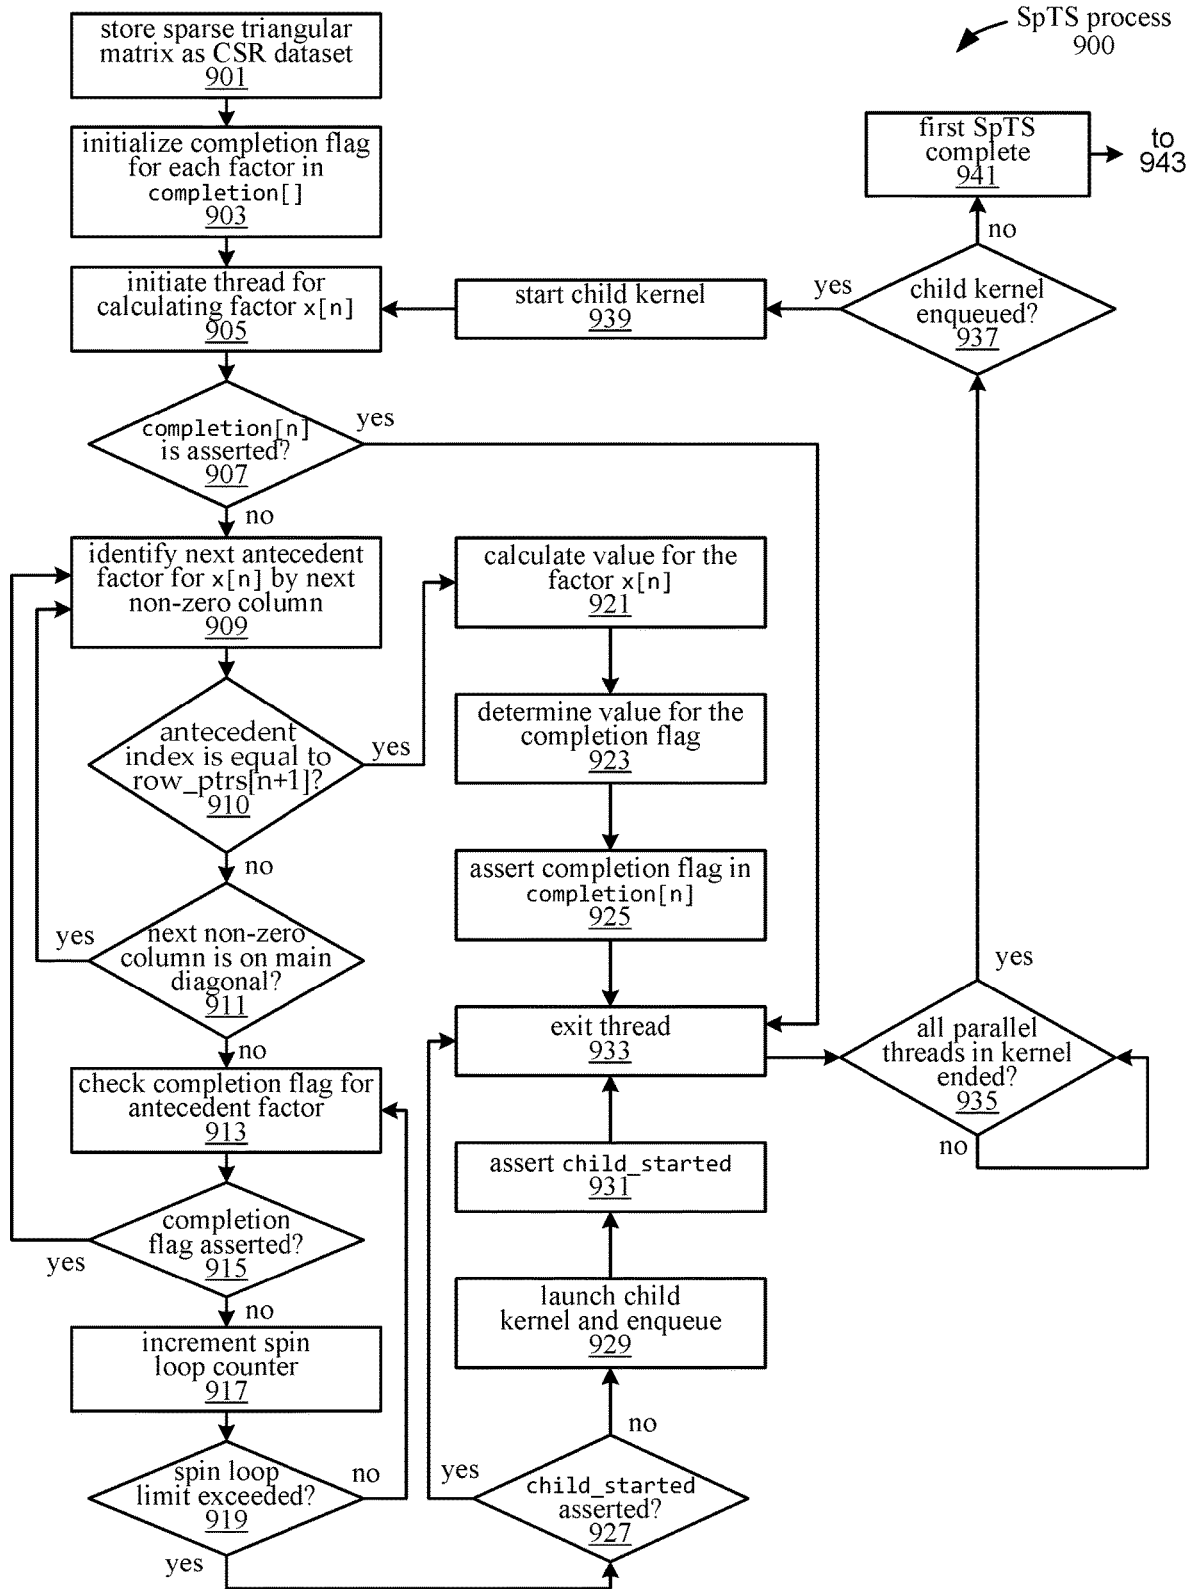 store sparse triangular
matrix as CSR dataset
901
SpTS process
900
initialize completion flag
for each factor in
completion[]
903
first SpTS
complete
941
to
943
no
initiate thread for
calculating factor x[n]
905
start child kernel
939
yes
child kernel
enqueued?
937
completion[n]
is asserted?
907
yes
no
identify next antecedent
factor for x[n] by next
non-zero column
909
calculate value for the
factor x[n]
921
antecedent
index is equal to
row_ptrs[n+1]?
910
yes
no
determine value for the
completion flag
923
assert completion flag in
completion[n]
925
next non-zero
column is on main
diagonal?
911
yes
no
exit thread
933
yes
all parallel
threads in kernel
ended?
935
no
check completion flag for
antecedent factor
913
assert child_started
931
completion
flag asserted?
915
yes
no
launch child
kernel and enqueue
929
increment spin
loop counter
917
no
spin loop
limit exceeded?
919
no
yes
child_started
asserted?
927
yes